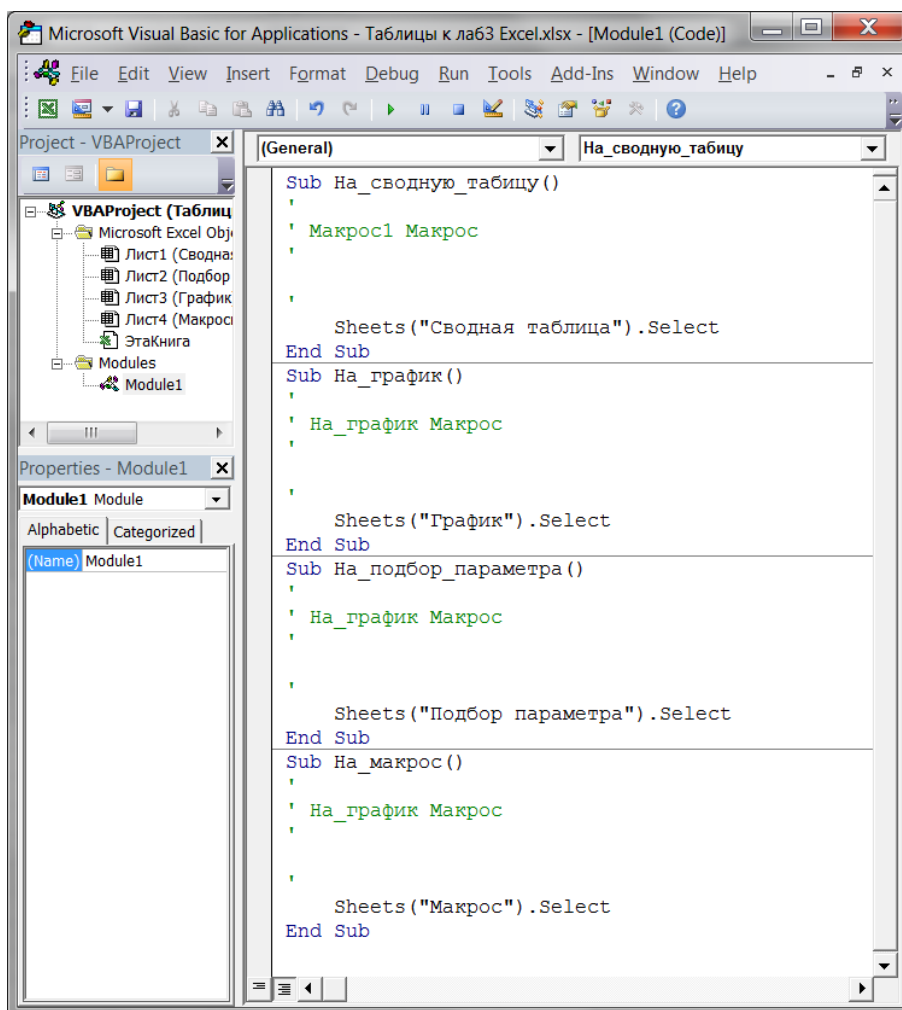 Microsoft Visual Basic for Applications - Таблицы к лаб3 Excel.xlsx - [Module1 (Code)]
File Edit View Insert Format Debug Run Tools Add-Ins Window Help
Project - VBAProject
VBAProject (Таблиц
Microsoft Excel Obje
Лист1 (Сводная
Лист2 (Подбор
Лист3 (График
Лист4 (Макрос
ЭтаКнига
Modules
Module1
Properties - Module1
Module1 Module
Alphabetic Categorized
(Name) Module1
(General) На_сводную_табицу
Sub На_сводную_табицу()
'
' Макрос1 Макрос
'
'
Sheets("Сводная таблица").Select
End Sub
Sub На_график()
'
' На_график Макрос
'
'
Sheets("График").Select
End Sub
Sub На_подбор_параметра()
'
' На_график Макрос
'
'
Sheets("Подбор параметра").Select
End Sub
Sub На_макрос()
'
' На_график Макрос
'
'
Sheets("Макрос").Select
End Sub